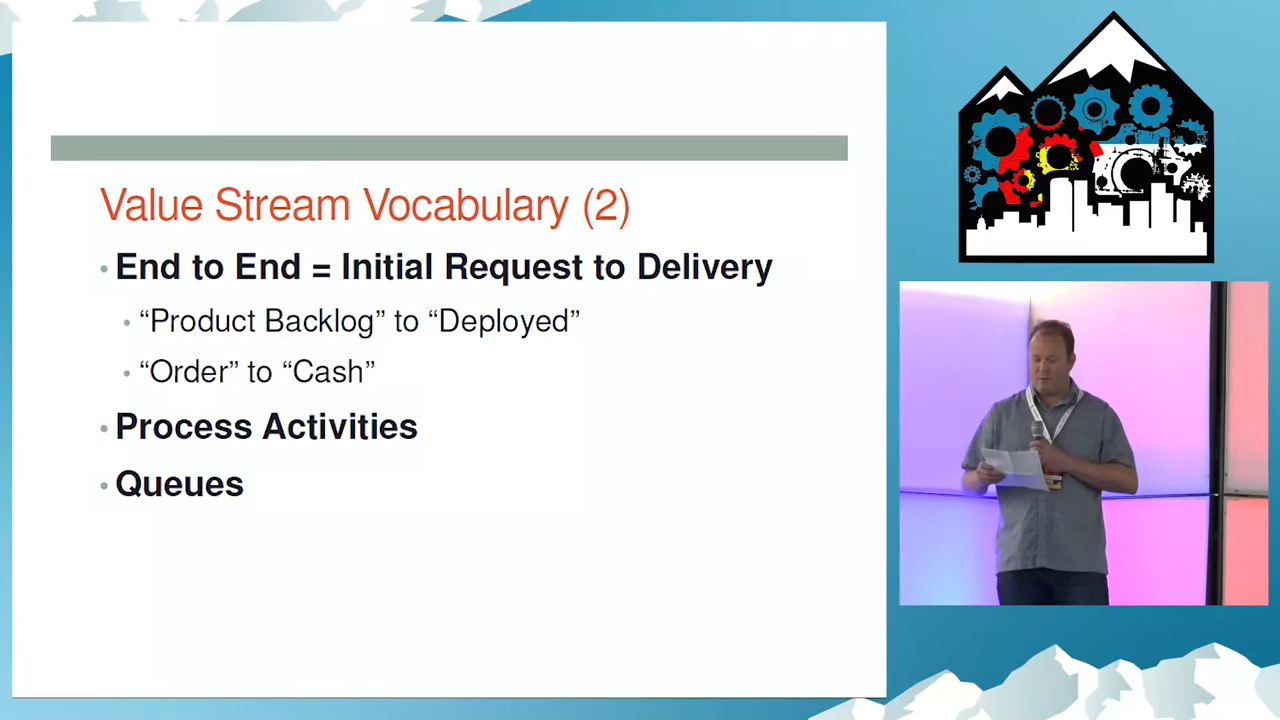 Value Stream Vocabulary (2)
• End to End = Initial Request to Delivery
• “Product Backlog” to “Deployed”
• “Order” to “Cash”
• Process Activities
• Queues